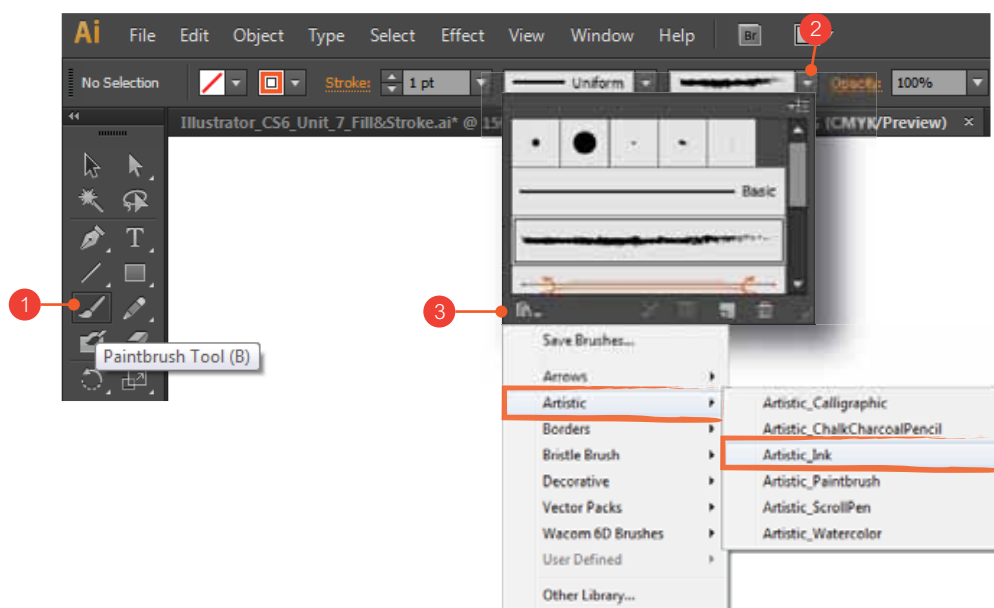 Ai File Edit Object Type Select Effect View Window Help Br
2
No Selection Stroke: 1 pt Uniform Opacity: 100%
Illustrator_CS6_Unit_7_Fill&Stroke.ai* @ 15 (CMYK/Preview) ×
Basic
T
1
3
Paintbrush Tool (B)
Save Brushes...
Arrows
Artistic
Borders
Bristle Brush
Decorative
Vector Packs
Wacom 6D Brushes
User Defined
Other Library...
Artistic_Calligraphic
Artistic_ChalkCharcoalPencil
Artistic_Ink
Artistic_Paintbrush
Artistic_ScrollPen
Artistic_Watercolor